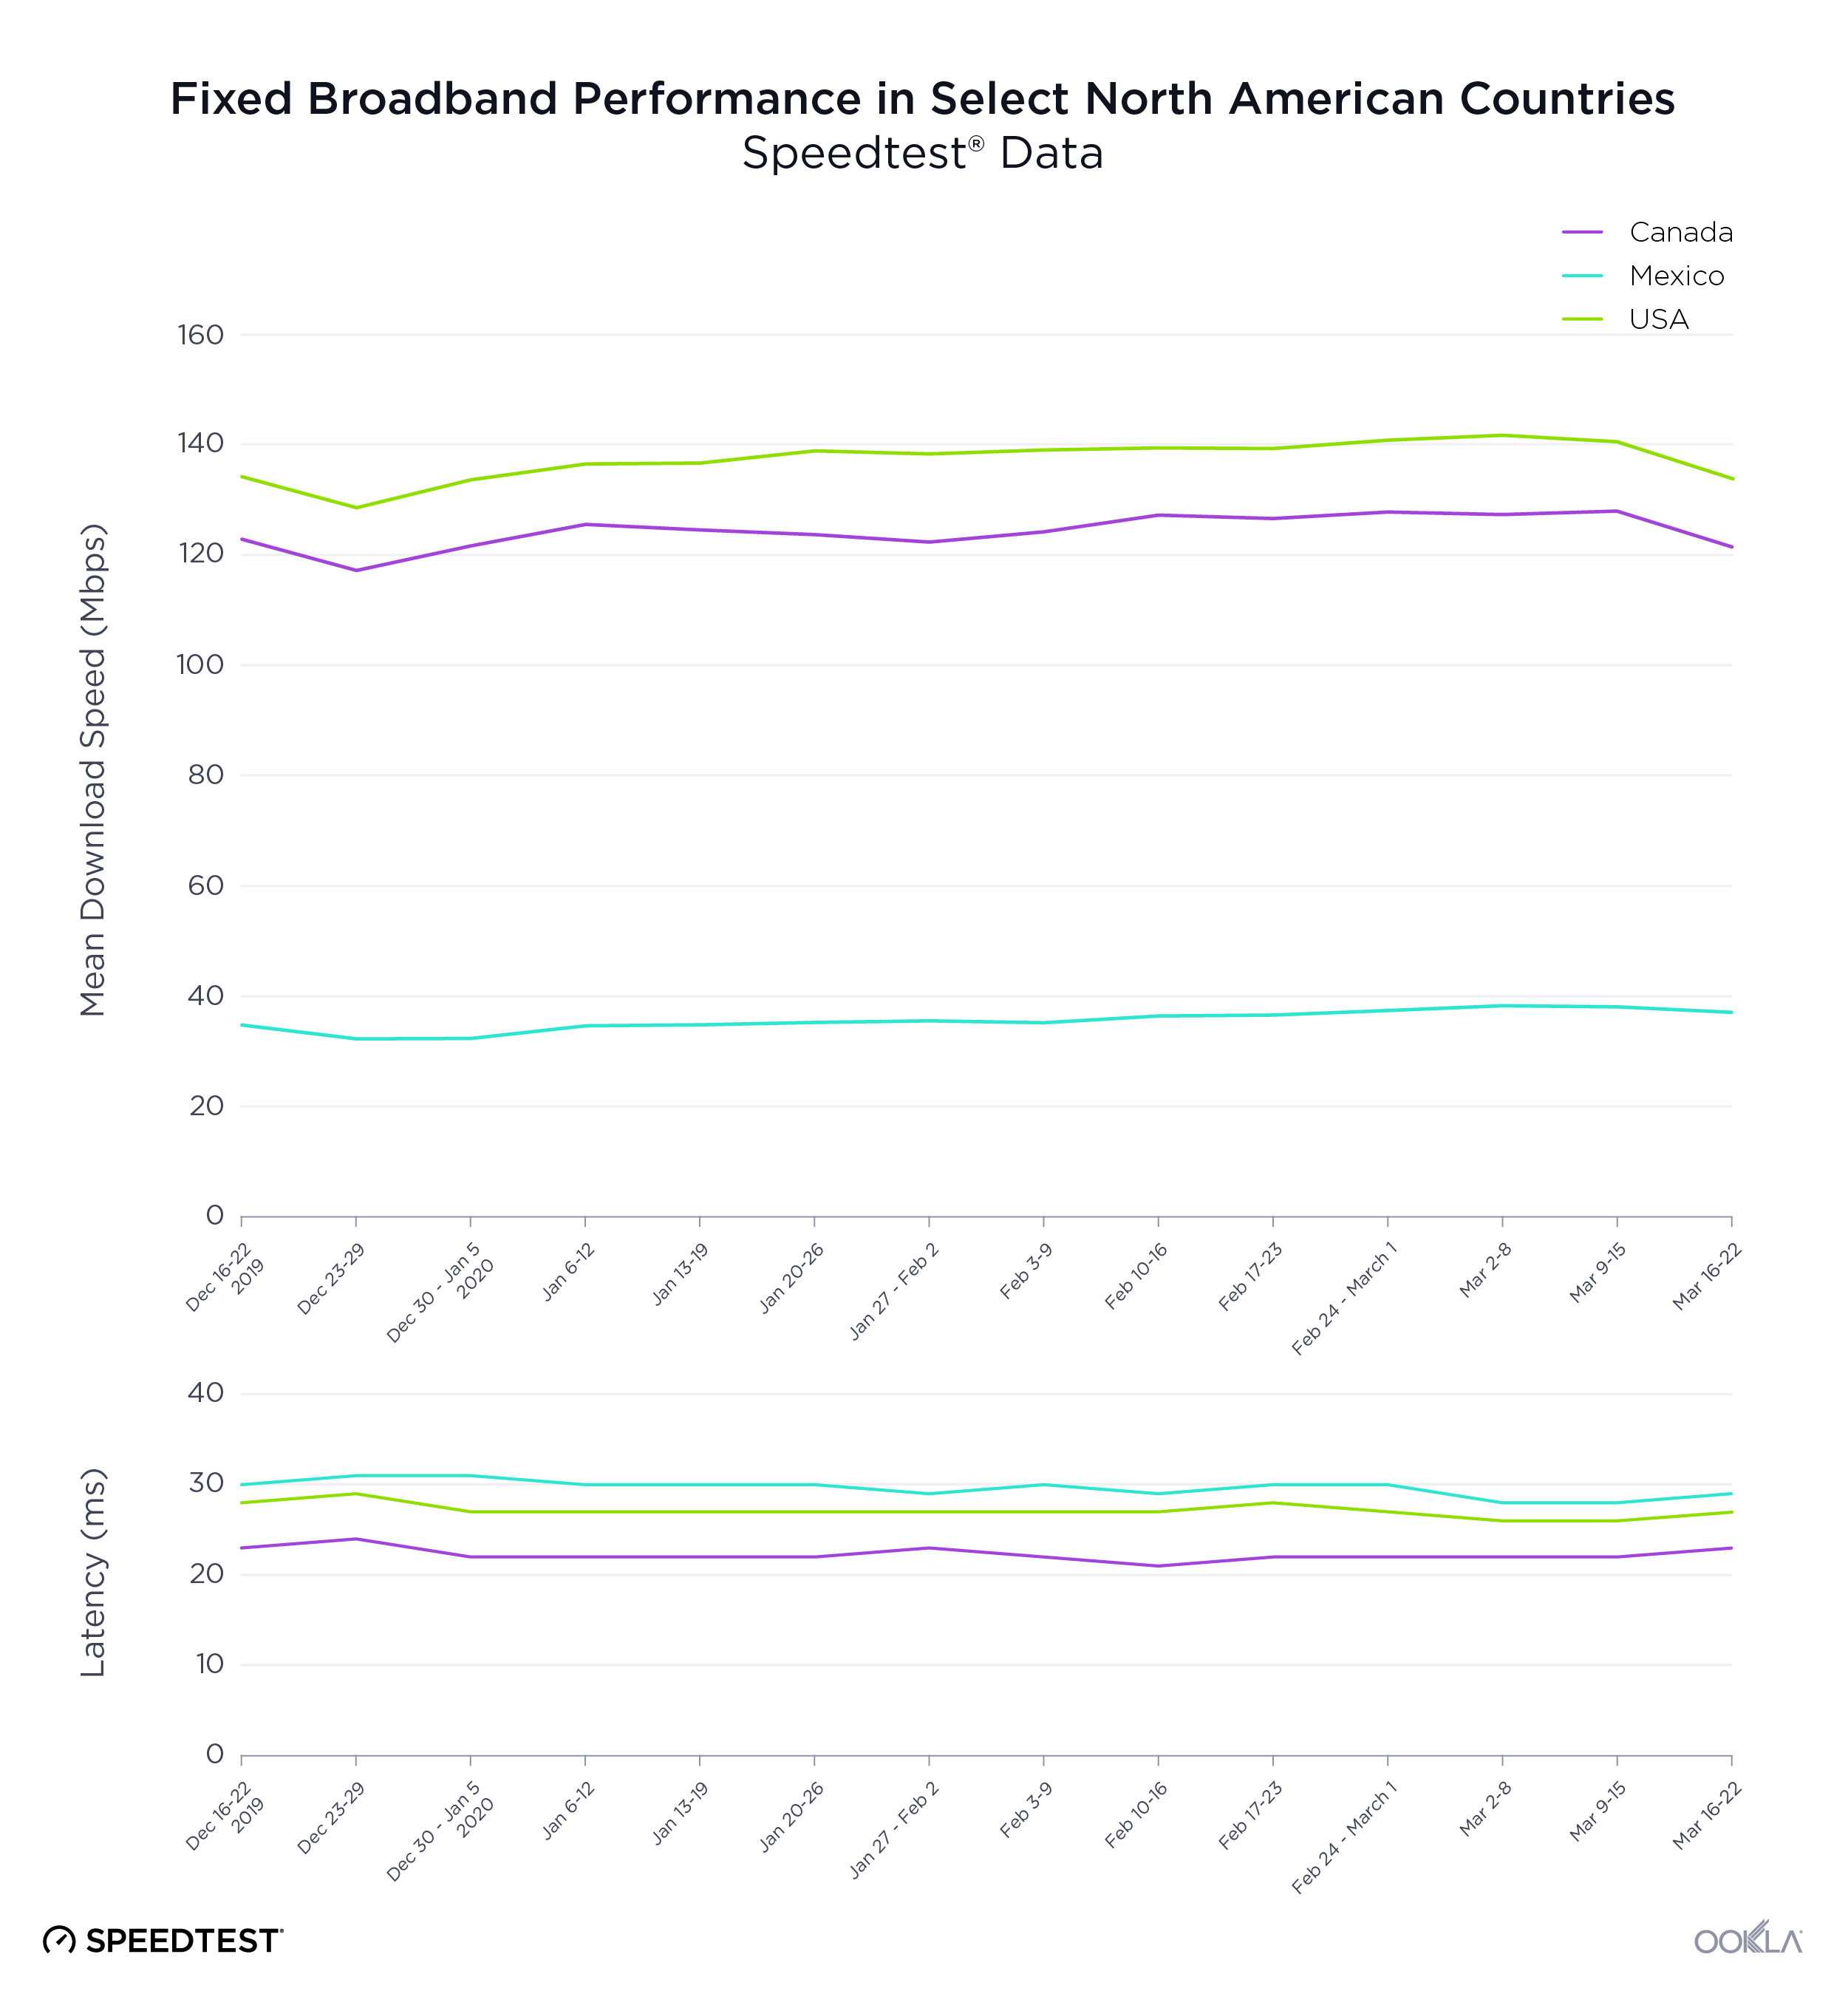 Fixed Broadband Performance in Select North American Countries
Speedtest® Data
Canada
Mexico
USA
Mean Download Speed (Mbps)
160
140
120
100
80
60
40
20
0
Dec 16-22
2019
Dec 23-29
Dec 30 - Jan 5
2020
Jan 6-12
Jan 13-19
Jan 20-26
Jan 27 - Feb 2
Feb 3-9
Feb 10-16
Feb 17-23
Feb 24 - March 1
Mar 2-8
Mar 9-15
Mar 16-22
Latency (ms)
40
30
20
10
0
Dec 16-22
2019
Dec 23-29
Dec 30 - Jan 5
2020
Jan 6-12
Jan 13-19
Jan 20-26
Jan 27 - Feb 2
Feb 3-9
Feb 10-16
Feb 17-23
Feb 24 - March 1
Mar 2-8
Mar 9-15
Mar 16-22
SPEEDTEST®
OOKLA®